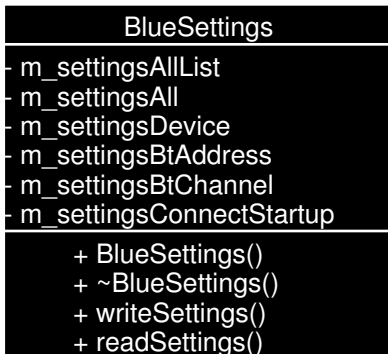 BlueSettings
- m_settingsAllList
- m_settingsAll
- m_settingsDevice
- m_settingsBtAddress
- m_settingsBtChannel
- m_settingsConnectStartup
+ BlueSettings()
+ ~BlueSettings()
+ writeSettings()
+ readSettings()